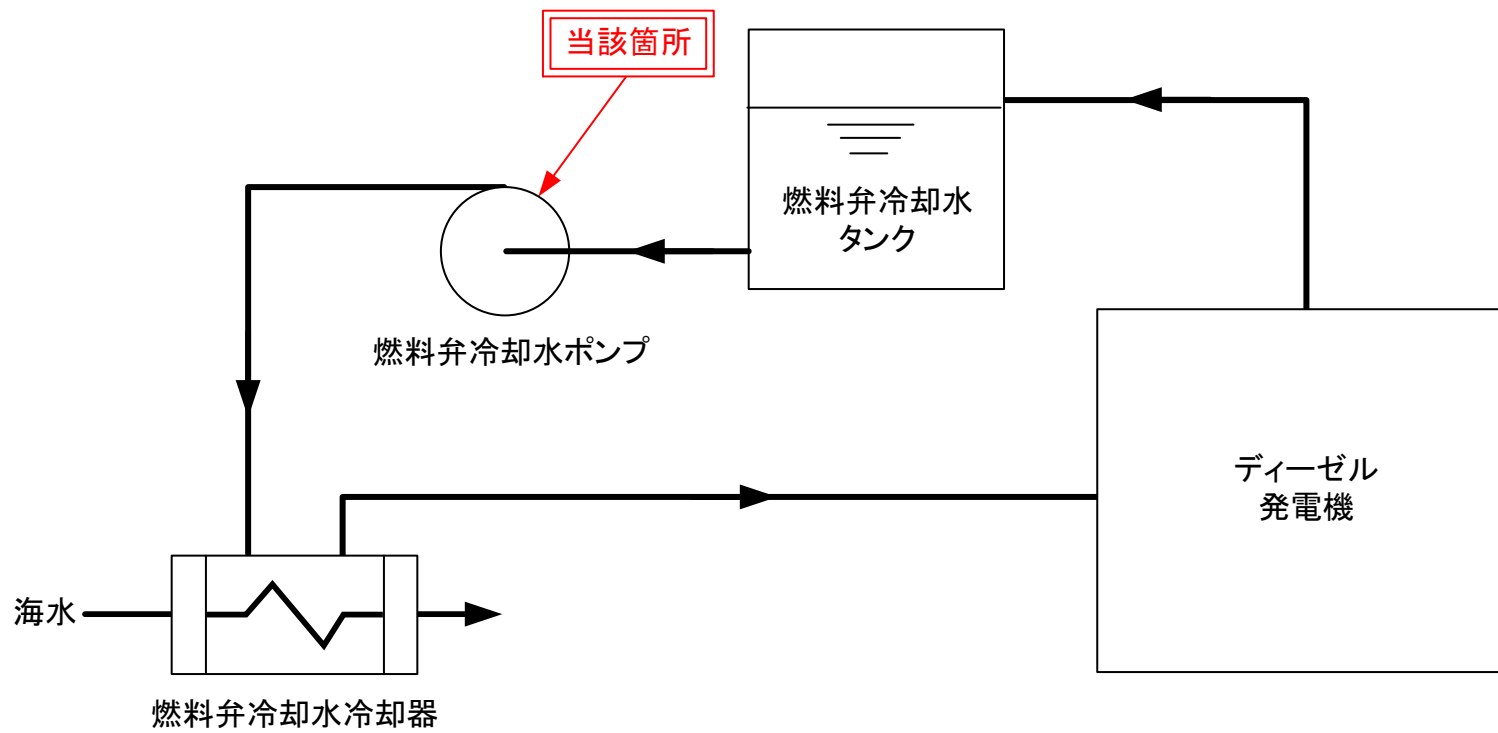 当該箇所
燃料弁冷却水
タンク
燃料弁冷却水ポンプ
ディーゼル
発電機
海水
燃料弁冷却水冷却器